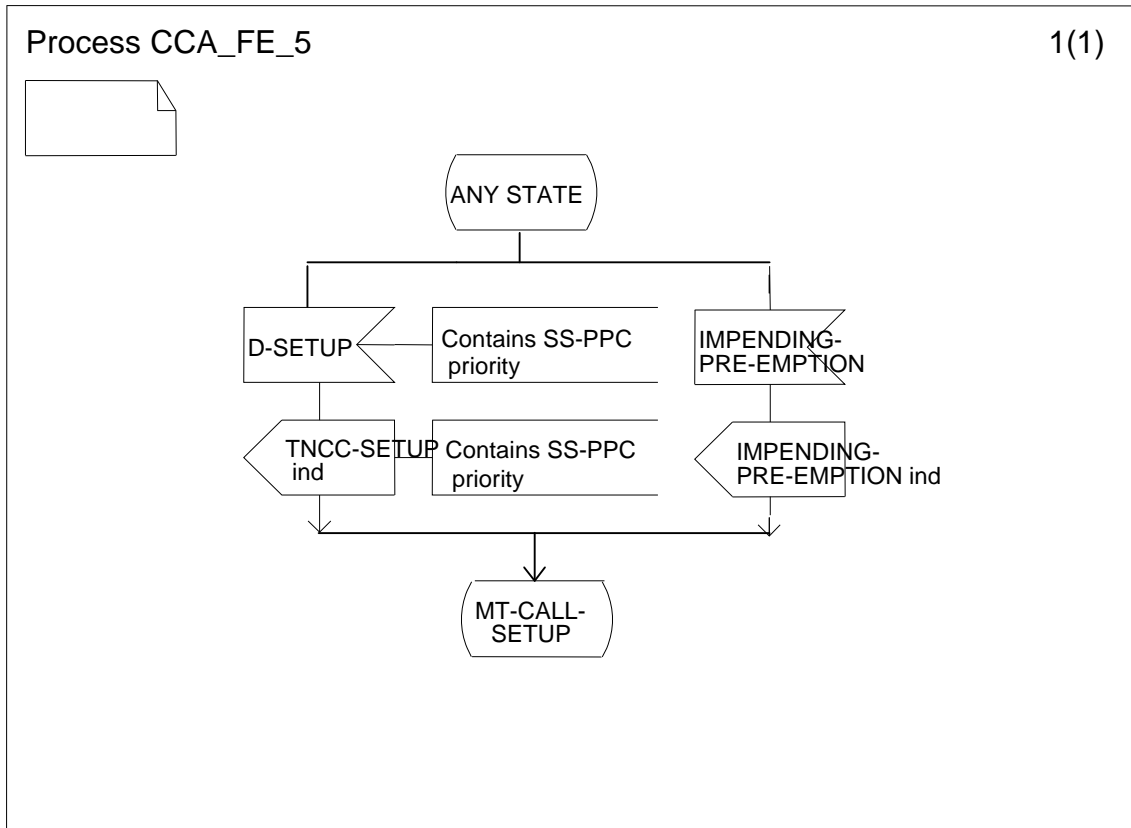 Process CCA_FE_5
1(1)
ANY STATE
D-SETUP
Contains SS-PPC
priority
IMPENDING-
PRE-EMPTION
TNCC-SETUP
ind
Contains SS-PPC
priority
IMPENDING-
PRE-EMPTION ind
MT-CALL-
SETUP